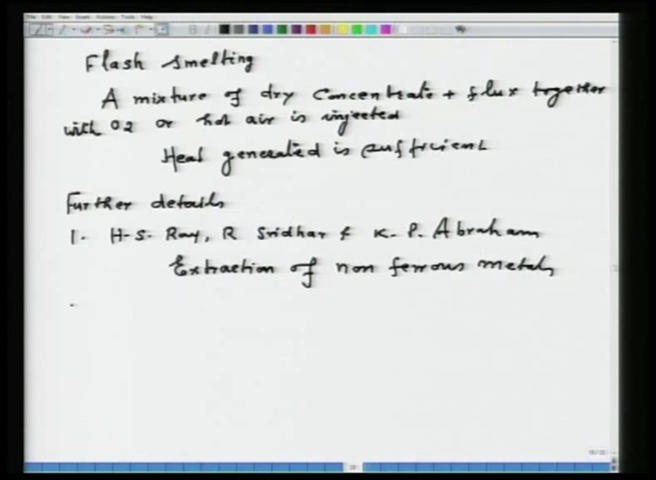 Flash smelting
A mixture of dry concentrate + flux together
with O2 or hot air is injected
Heat generated is sufficient
Further details
1. H.S. Ray, R Sridhar & K.P. Abraham
Extraction of non ferrous metals